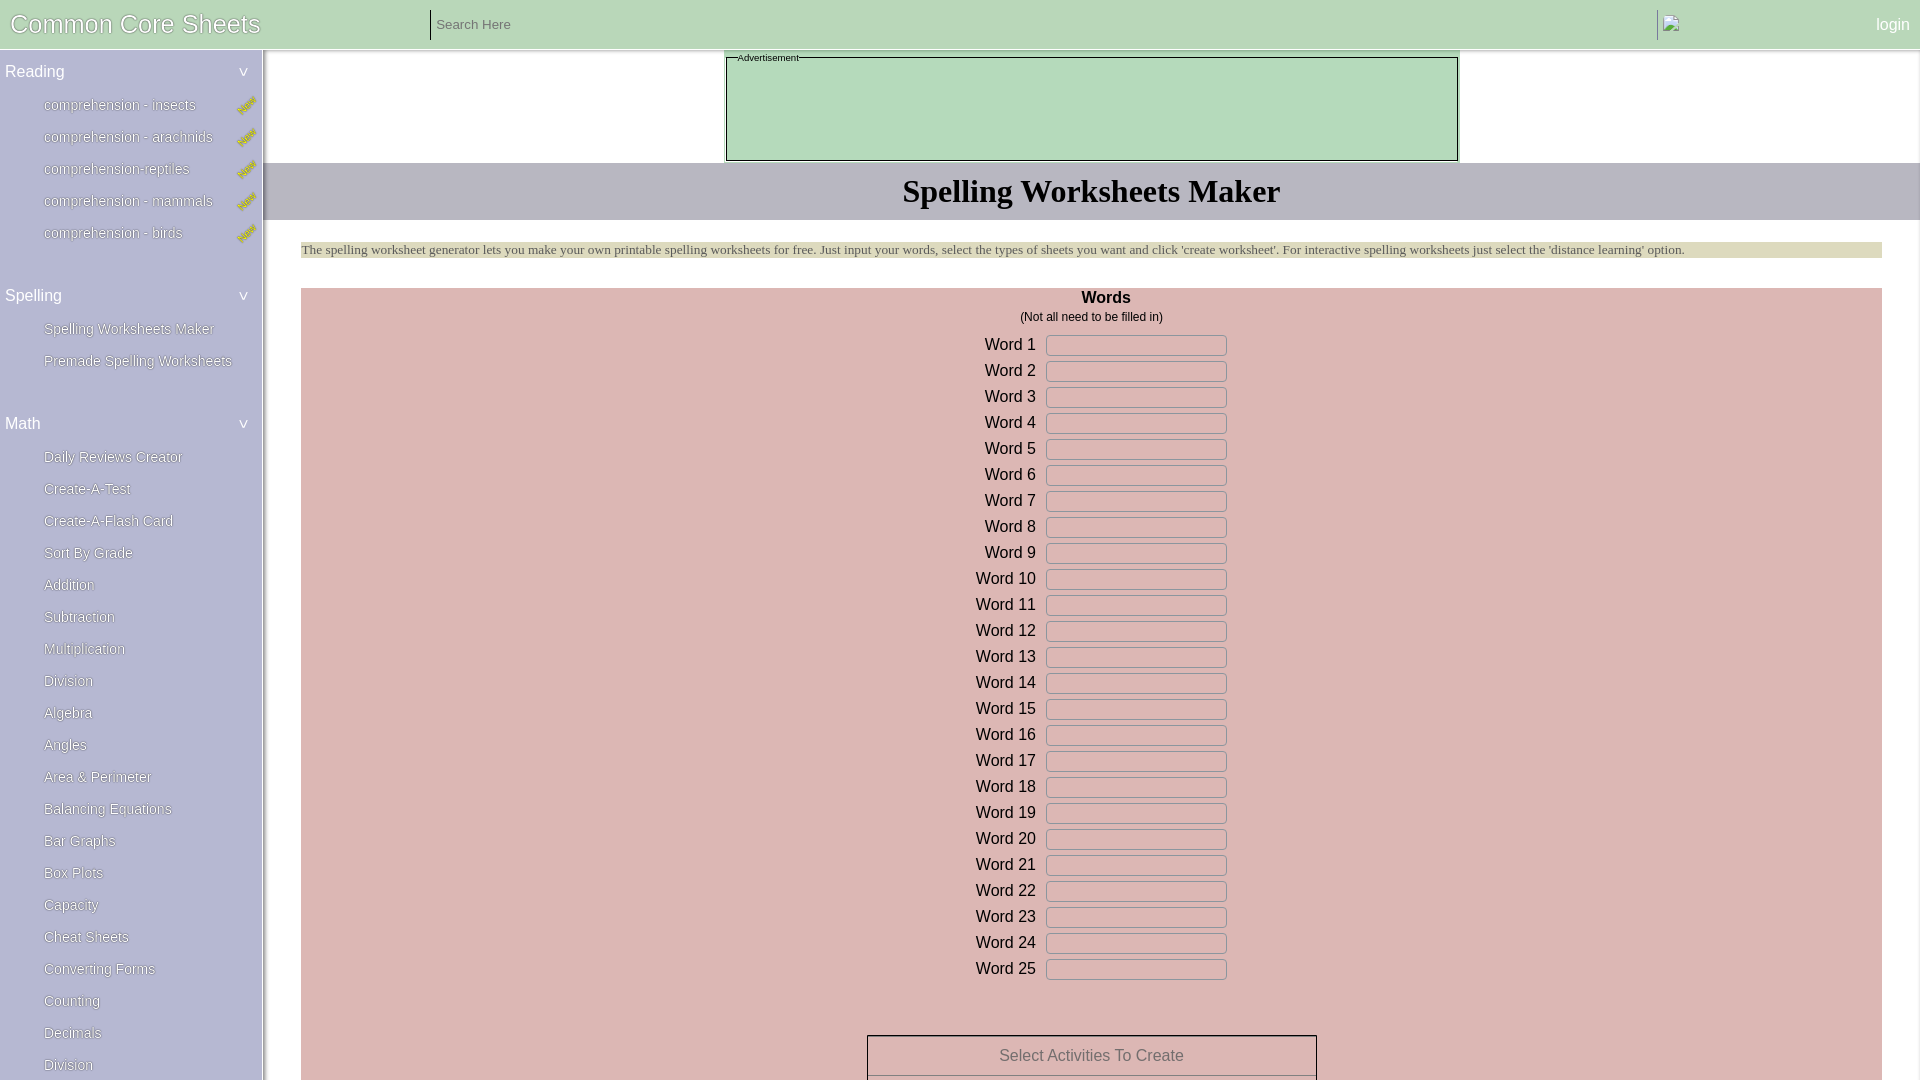 Common Core Sheets
Search Here
login
Reading
v
comprehension - insects
New
comprehension - arachnids
New
comprehension-reptiles
New
comprehension - mammals
New
comprehension - birds
New
Spelling
v
Spelling Worksheets Maker
Premade Spelling Worksheets
Math
v
Daily Reviews Creator
Create-A-Test
Create-A-Flash Card
Sort By Grade
Addition
Subtraction
Multiplication
Division
Algebra
Angles
Area & Perimeter
Balancing Equations
Bar Graphs
Box Plots
Capacity
Cheat Sheets
Converting Forms
Counting
Decimals
Division
Advertisement
Spelling Worksheets Maker
The spelling worksheet generator lets you make your own printable spelling worksheets for free. Just input your words, select the types of sheets you want and click 'create worksheet'. For interactive spelling worksheets just select the 'distance learning' option.
Words
(Not all need to be filled in)
Word 1
Word 2
Word 3
Word 4
Word 5
Word 6
Word 7
Word 8
Word 9
Word 10
Word 11
Word 12
Word 13
Word 14
Word 15
Word 16
Word 17
Word 18
Word 19
Word 20
Word 21
Word 22
Word 23
Word 24
Word 25
Select Activities To Create